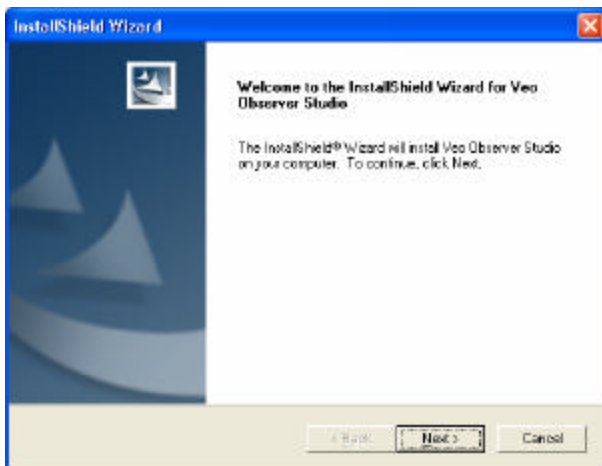 InstallShield Wizard
Welcome to the InstallShield Wizard for Veo
Observer Studio
The InstallShield® Wizard will install Veo Observer Studio
on your computer. To continue, click Next.
< Back
Next >
Cancel